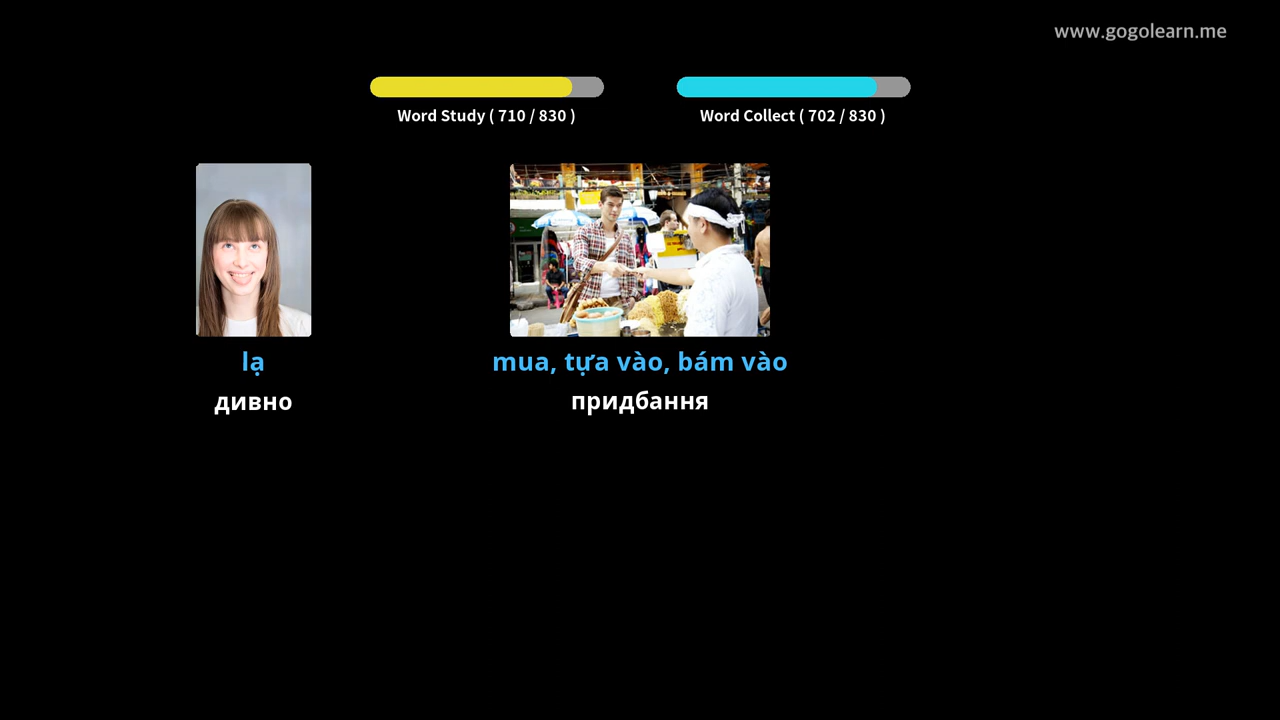 www.gogolearn.me
Word Study ( 710 / 830 )
Word Collect ( 702 / 830 )
lạ
mua, tựa vào, bám vào
дивно
придбання